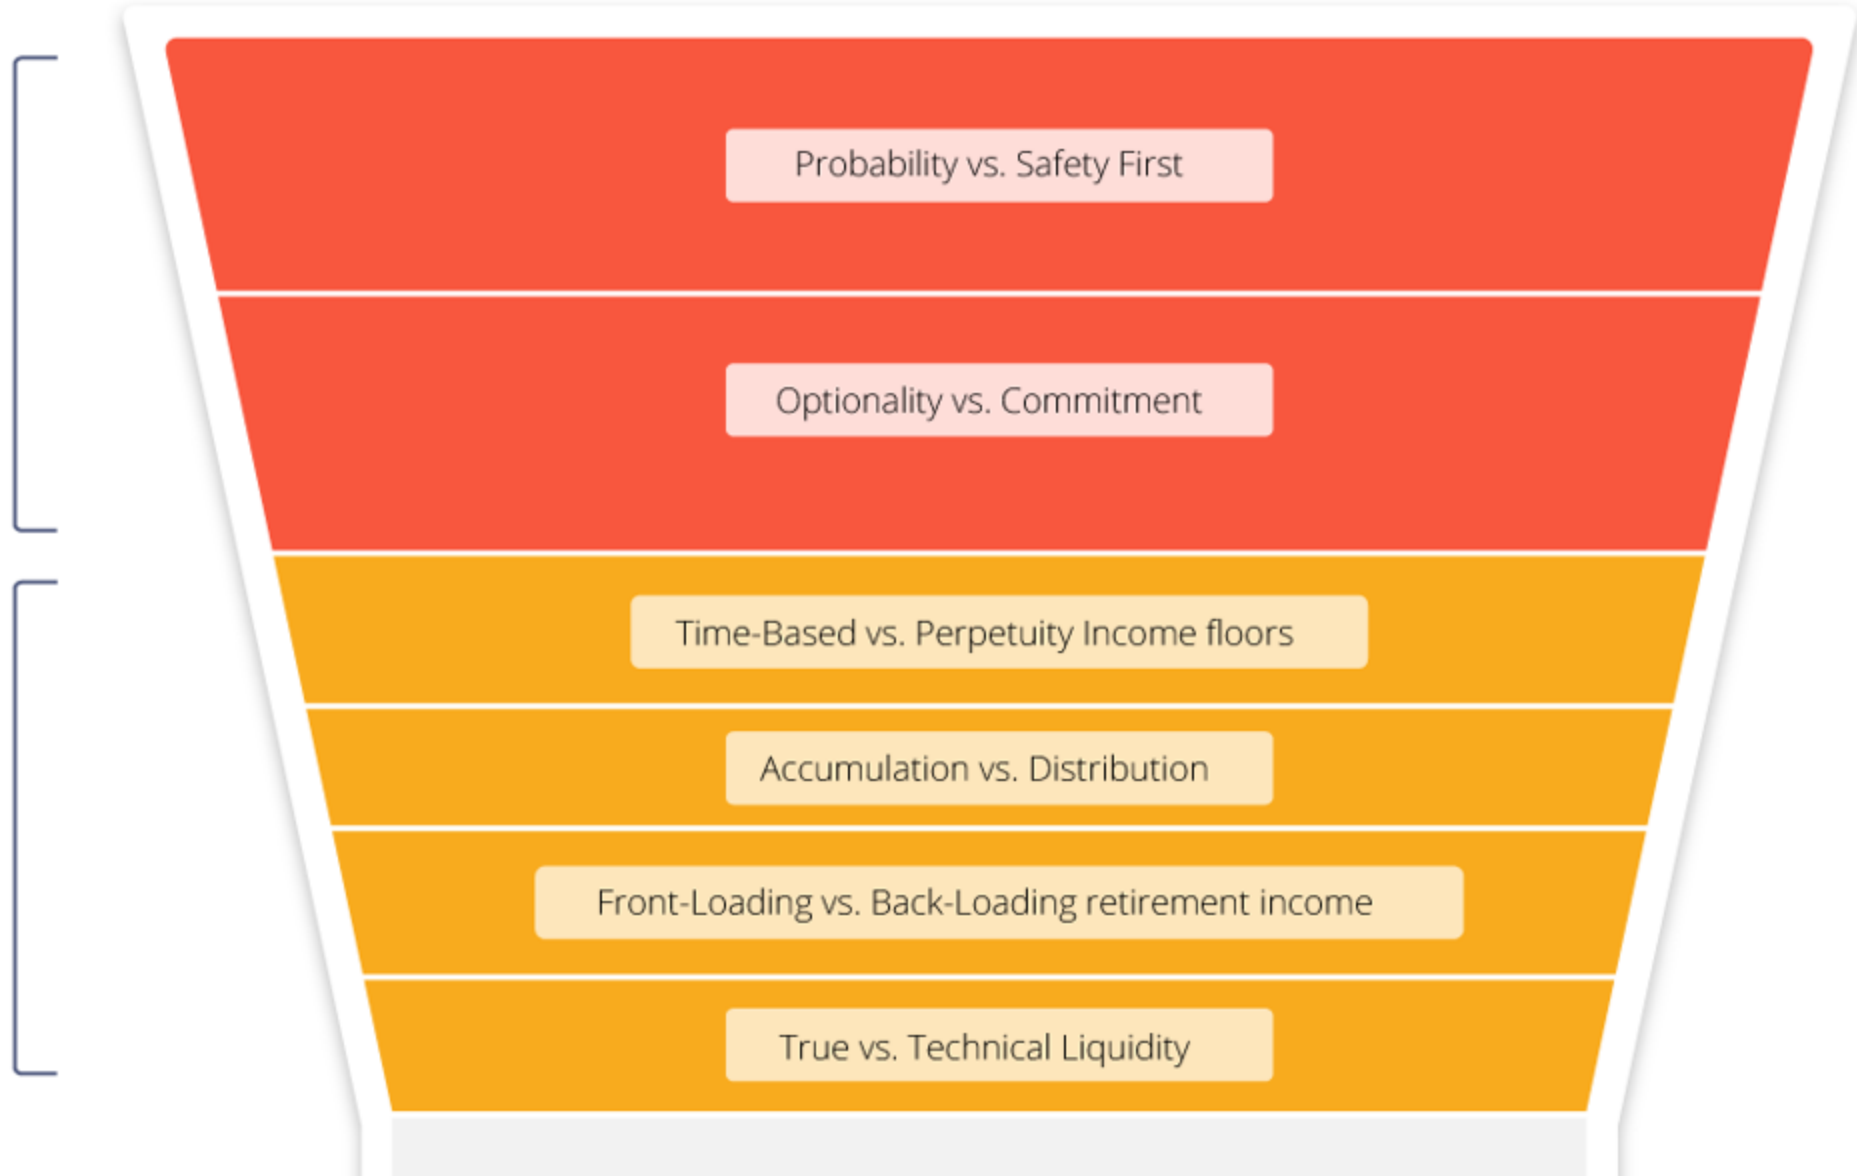 Probability vs. Safety First
Optionality vs. Commitment
Time-Based vs. Perpetuity Income floors
Accumulation vs. Distribution
Front-Loading vs. Back-Loading retirement income
True vs. Technical Liquidity